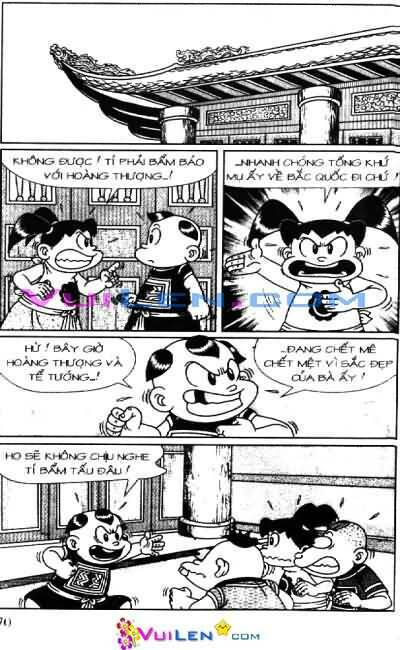 KHÔNG ĐƯỢC! TỈ PHẢI BẨM BÁO
VỚI HOÀNG THƯỢNG...!
...NHANH CHÓNG TỐNG KHỨ
MỤ ẤY VỀ BẮC QUỐC ĐI CHỨ!
VUILEN.COM
HỪ! BÂY GIỜ
HOÀNG THƯỢNG VÀ
TỂ TƯỚNG...!
...ĐANG CHẾT MÊ
CHẾT MỆT VÌ SẮC ĐẸP
CỦA BÀ ẤY!
HỌ SẼ KHÔNG CHỊU NGHE
TÍ BẨM TẤU ĐÂU!
VUILEN.COM